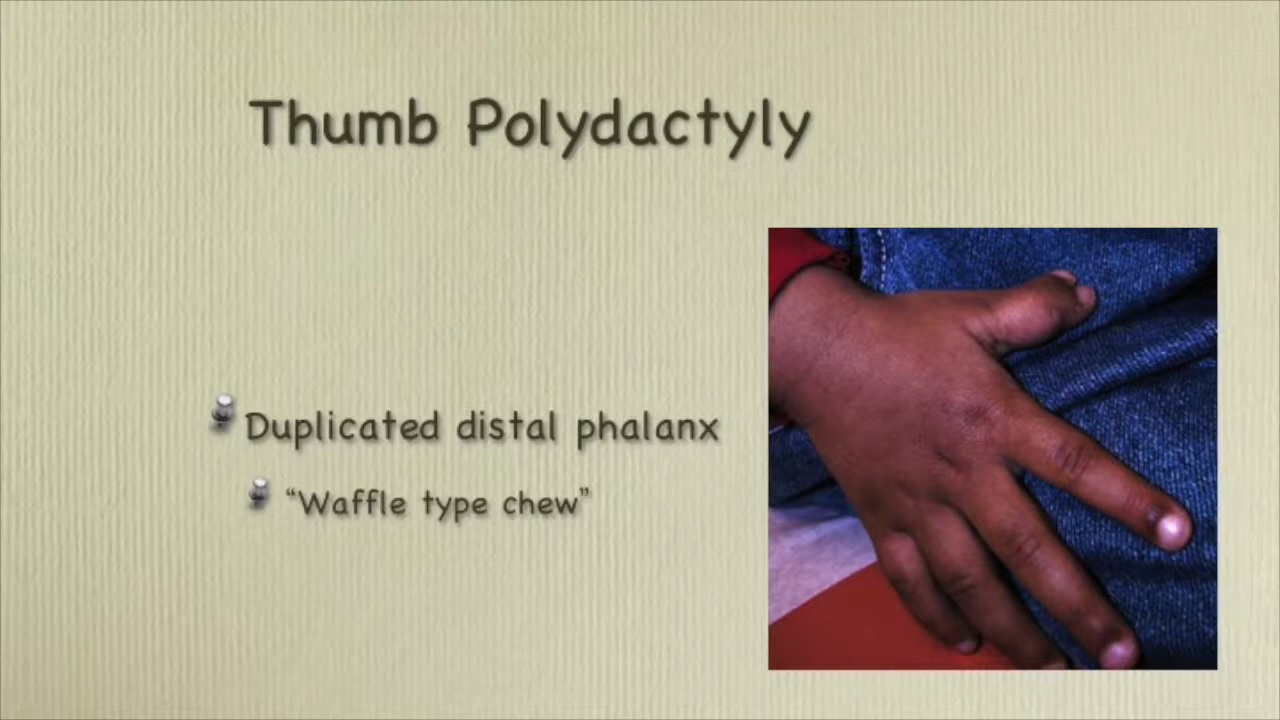 Thumb Polydactyly
Duplicated distal phalanx
“Waffle type chew”